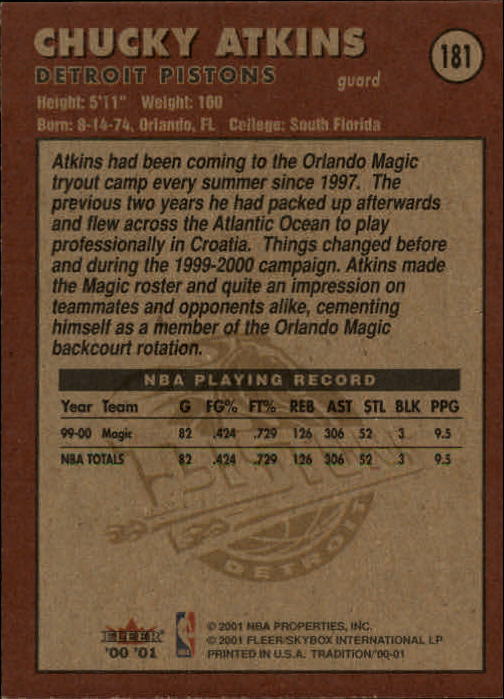 CHUCKY ATKINS
181
DETROIT PISTONS
guard
Height: 5'11" Weight: 160
Born: 8-14-74, Orlando, FL College: South Florida
Atkins had been coming to the Orlando Magic
tryout camp every summer since 1997. The
previous two years he had packed up afterwards
and flew across the Atlantic Ocean to play
professionally in Croatia. Things changed before
and during the 1999-2000 campaign. Atkins made
the Magic roster and quite an impression on
teammates and opponents alike, cementing
himself as a member of the Orlando Magic
backcourt rotation.
NBA PLAYING RECORD
Year Team G FG% FT% REB AST STL BLK PPG
99-00 Magic 82 .424 .729 126 306 52 3 9.5
NBA TOTALS 82 .424 .729 126 306 52 3 9.5
PISTONS
DETROIT
FLEER
'00 '01
© 2001 NBA PROPERTIES, INC.
© 2001 FLEER/SKYBOX INTERNATIONAL LP
PRINTED IN U.S.A. TRADITION/'00-01